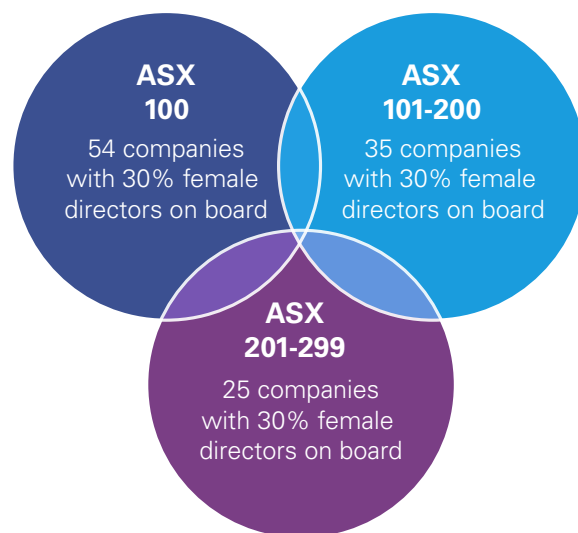 ASX
100
54 companies
with 30% female
directors on board
ASX
101-200
35 companies
with 30% female
directors on board
ASX
201-299
25 companies
with 30% female
directors on board